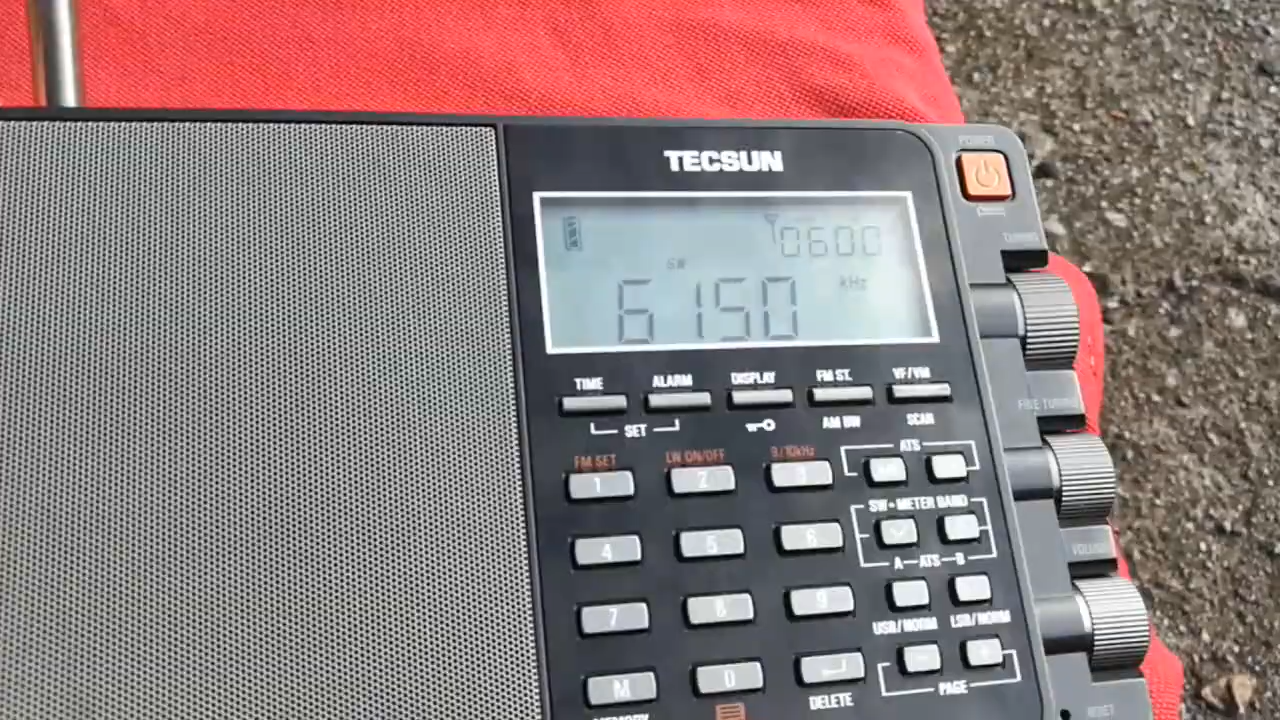 TECSUN
POWER
0600
SW
6150 kHz
TIME ALARM DISPLAY FM ST. VF/VM
SET AM BW SCAN
FM SET LW ON/OFF 9/10kHz ATS
1 2 3
SW-METER BAND
4 5 6
A ATS B
7 8 9
USB/NORM LSB/NORM
M 0
DELETE PAGE
FINE TUNING
VOLUME
RESET